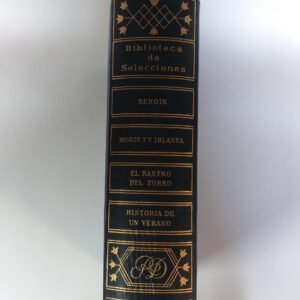 Biblioteca
de
Selecciones
RENOIR
MORIR EN IRLANDA
EL RASTRO
DEL ZORRO
HISTORIA DE
UN VERANO